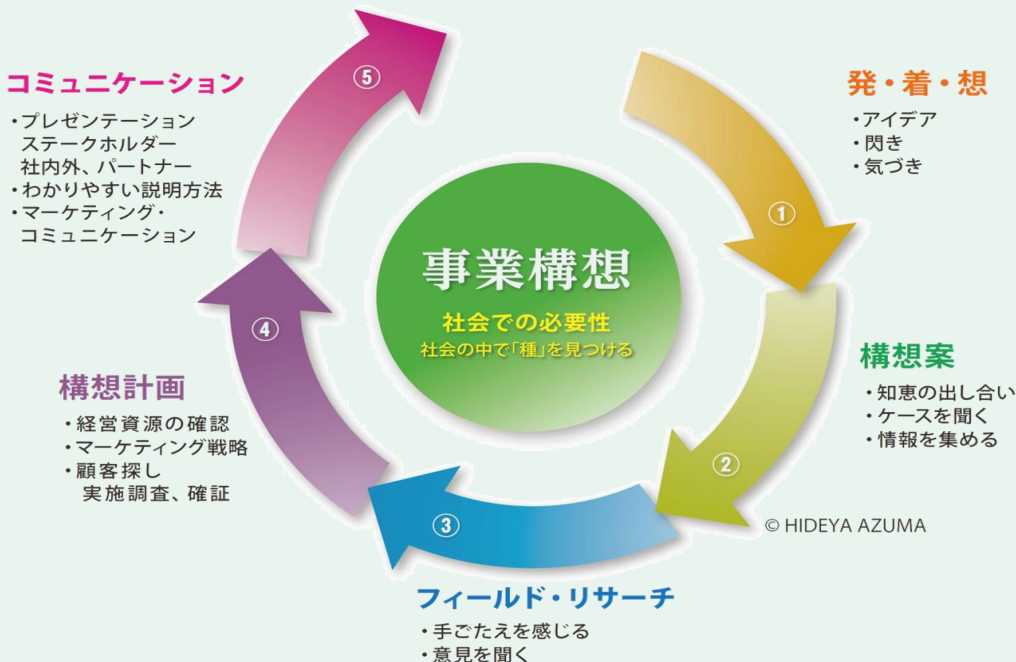 事業構想
社会での必要性
社会の中で「種」を見つける
①
発・着・想
・アイデア
・閃き
・気づき
②
構想案
・知恵の出し合い
・ケースを聞く
・情報を集める
© HIDEYA AZUMA
③
フィールド・リサーチ
・手ごたえを感じる
・意見を聞く
④
構想計画
・経営資源の確認
・マーケティング戦略
・顧客探し
実施調査、確証
⑤
コミュニケーション
・プレゼンテーション
ステークホルダー
社内外、パートナー
・わかりやすい説明方法
・マーケティング・
コミュニケーション